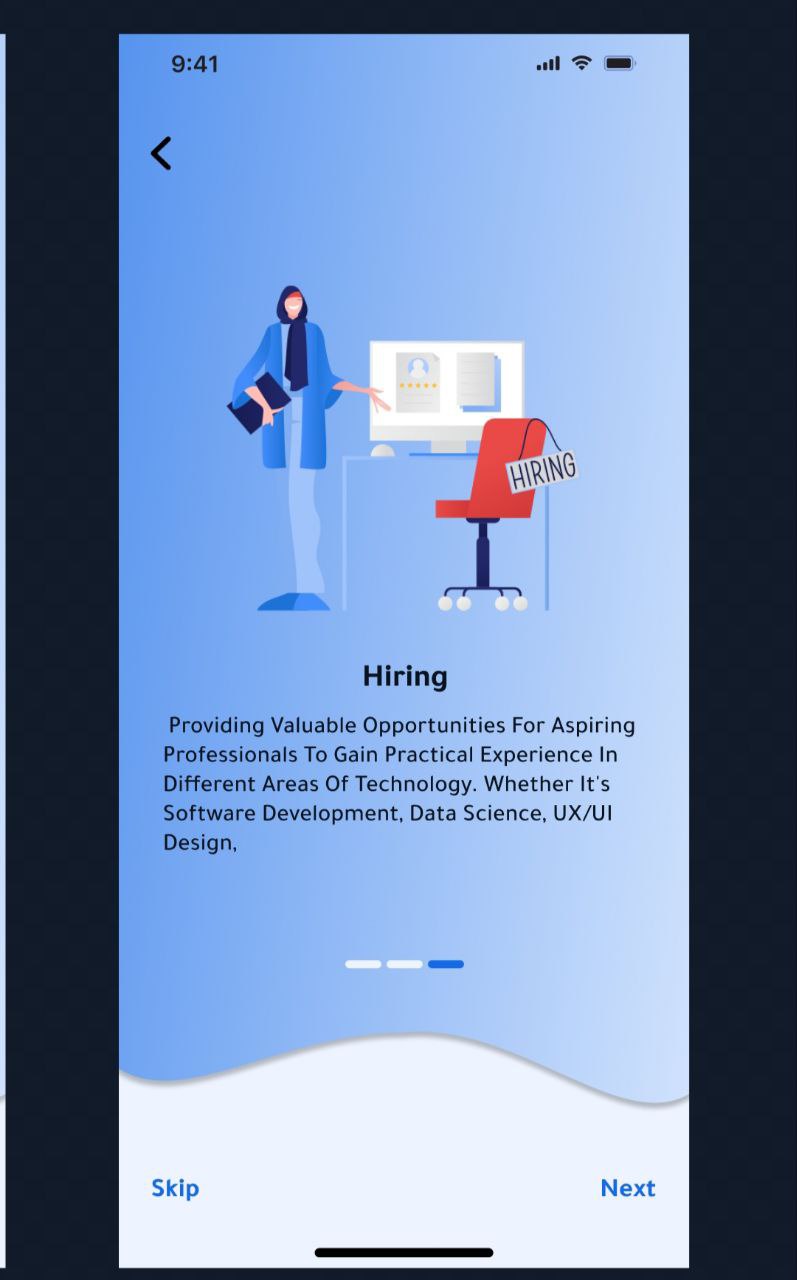 9:41
HIRING
Hiring
Providing Valuable Opportunities For Aspiring
Professionals To Gain Practical Experience In
Different Areas Of Technology. Whether It's
Software Development, Data Science, UX/UI
Design,
Skip
Next